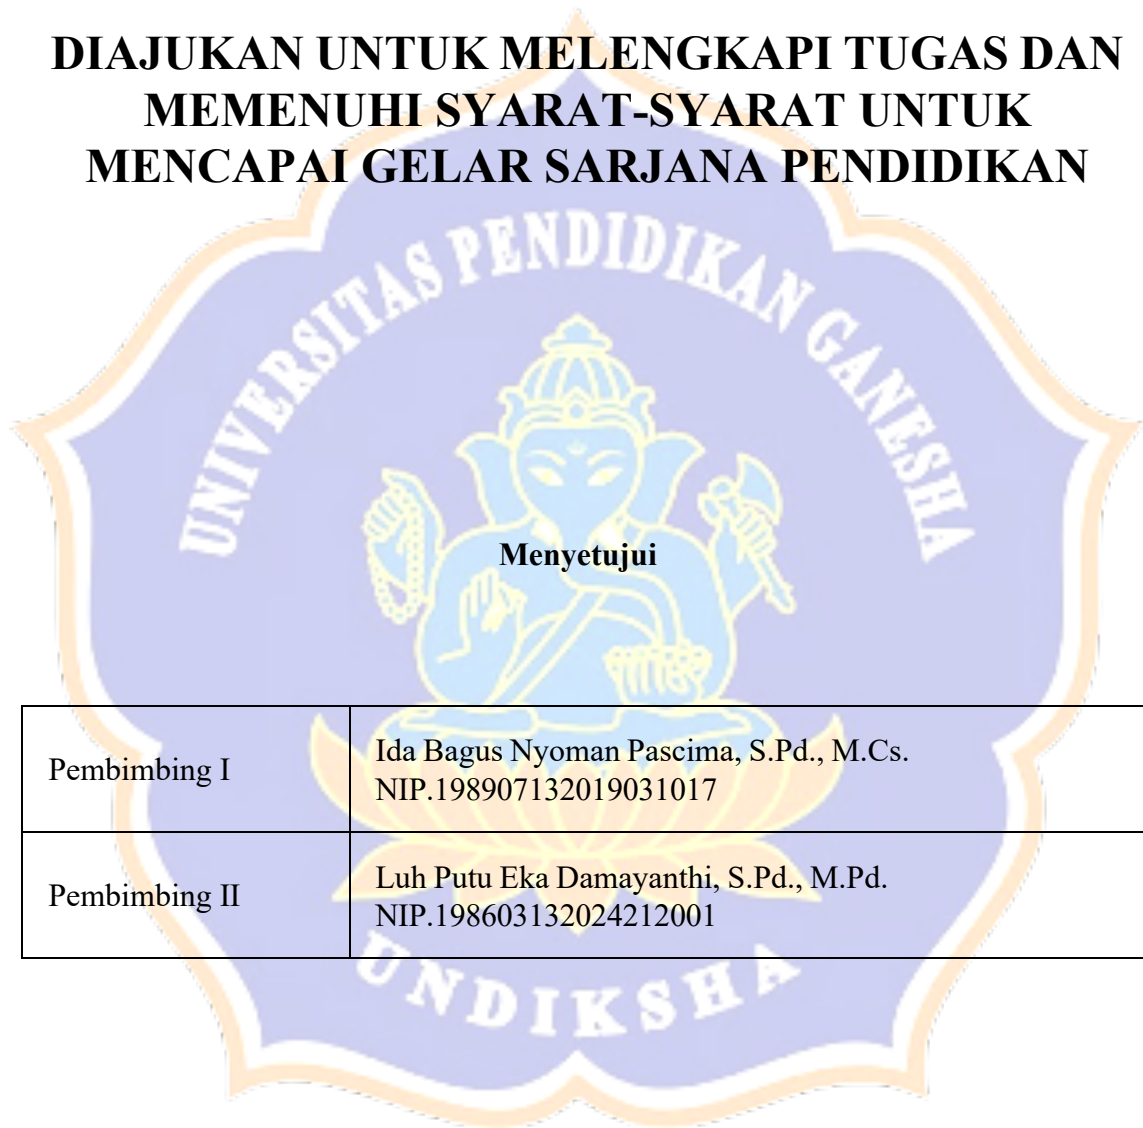 DIAJUKAN UNTUK MELENGKAPI TUGAS DAN
MEMENUHI SYARAT-SYARAT UNTUK
MENCAPAI GELAR SARJANA PENDIDIKAN
UNIVERSITAS PENDIDIKAN GANESHA
Menyetujui
Pembimbing I
Ida Bagus Nyoman Pascima, S.Pd., M.Cs.
NIP.198907132019031017
Pembimbing II
Luh Putu Eka Damayanthi, S.Pd., M.Pd.
NIP.198603132024212001
UNDIKSHA